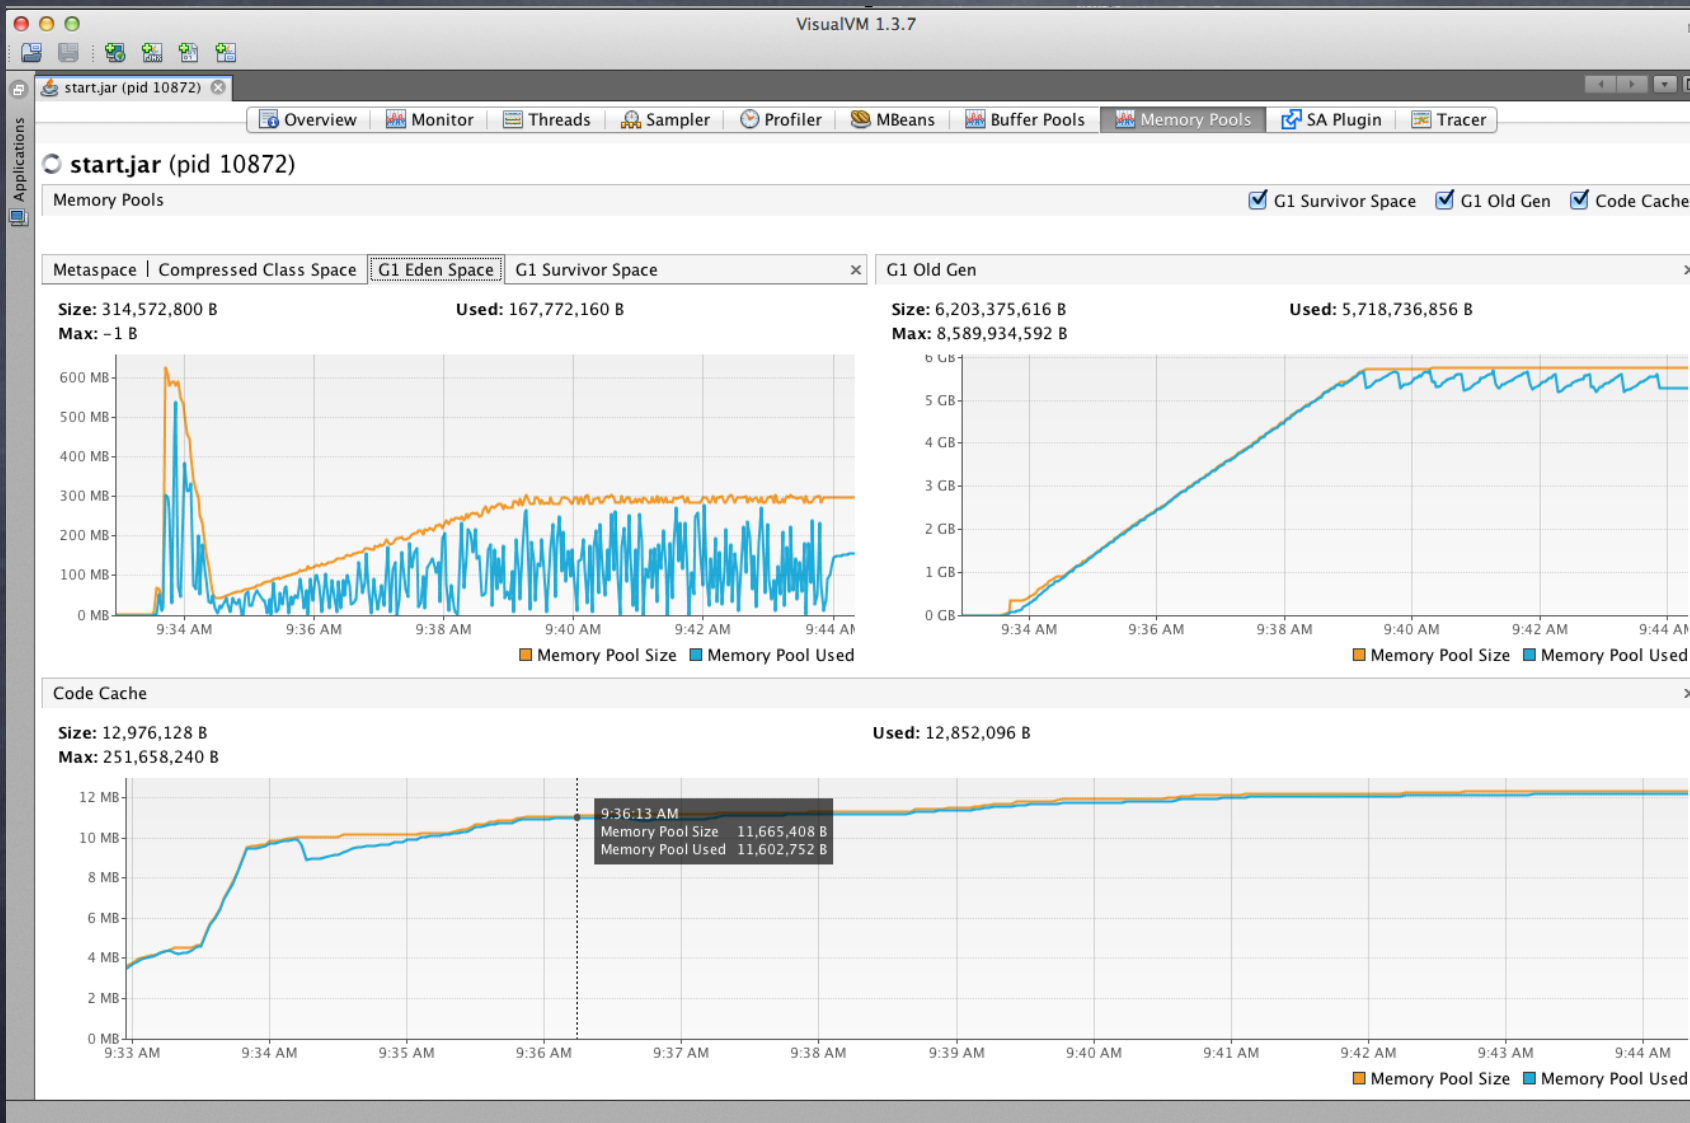 VisualVM 1.3.7
start.jar (pid 10872)
Applications
Overview Monitor Threads Sampler Profiler MBeans Buffer Pools Memory Pools SA Plugin Tracer
start.jar (pid 10872)
Memory Pools G1 Survivor Space G1 Old Gen Code Cache
Metaspace Compressed Class Space G1 Eden Space G1 Survivor Space
Size: 314,572,800 B Used: 167,772,160 B
Max: -1 B
600 MB
500 MB
400 MB
300 MB
200 MB
100 MB
0 MB
9:34 AM 9:36 AM 9:38 AM 9:40 AM 9:42 AM 9:44 AM
Memory Pool Size Memory Pool Used
G1 Old Gen
Size: 6,203,375,616 B Used: 5,718,736,856 B
Max: 8,589,934,592 B
6 GB
5 GB
4 GB
3 GB
2 GB
1 GB
0 GB
9:34 AM 9:36 AM 9:38 AM 9:40 AM 9:42 AM 9:44 AM
Memory Pool Size Memory Pool Used
Code Cache
Size: 12,976,128 B Used: 12,852,096 B
Max: 251,658,240 B
12 MB
10 MB
8 MB
6 MB
4 MB
2 MB
0 MB
9:36:13 AM
Memory Pool Size 11,665,408 B
Memory Pool Used 11,602,752 B
9:33 AM 9:34 AM 9:35 AM 9:36 AM 9:37 AM 9:38 AM 9:39 AM 9:40 AM 9:41 AM 9:42 AM 9:43 AM 9:44 AM
Memory Pool Size Memory Pool Used